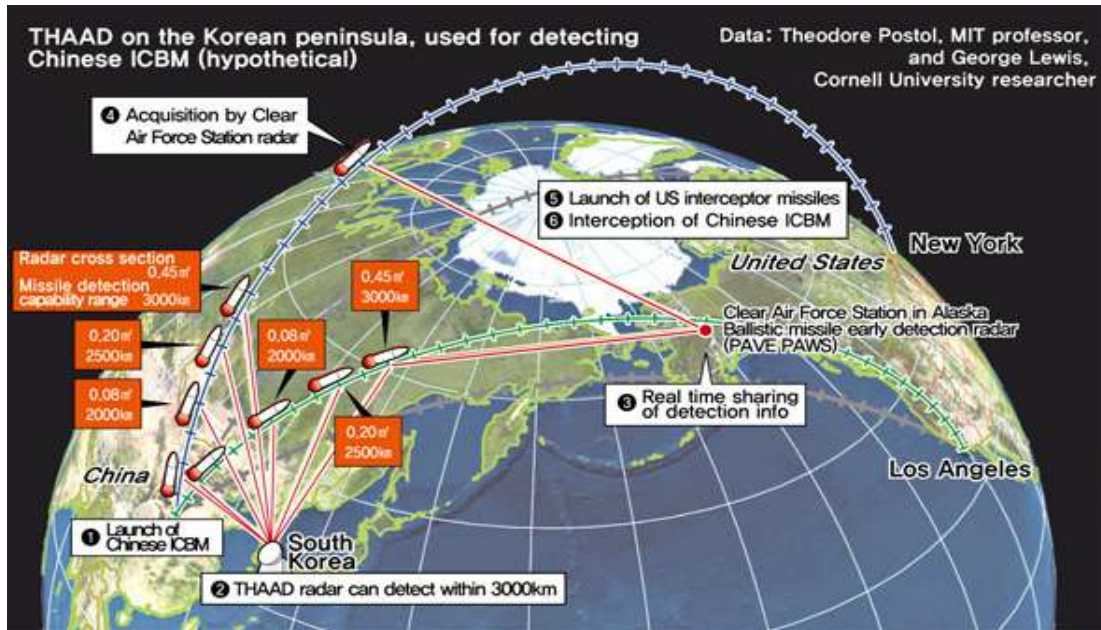 THAAD on the Korean peninsula, used for detecting
Chinese ICBM (hypothetical)
Data: Theodore Postol, MIT professor,
and George Lewis,
Cornell University researcher
❹ Acquisition by Clear
Air Force Station radar
❺ Launch of US interceptor missiles
❻ Interception of Chinese ICBM
New York
United States
Radar cross section
0,45㎡
Missile detection
capability range 3000㎞
0,45㎡
3000㎞
0,20㎡
2500㎞
0,08㎡
2000㎞
0,08㎡
2000㎞
0,20㎡
2500㎞
Clear Air Force Station in Alaska
Ballistic missile early detection radar
(PAVE PAWS)
❸ Real time sharing
of detection info
Los Angeles
China
❶ Launch of
Chinese ICBM
South
Korea
❷ THAAD radar can detect within 3000km